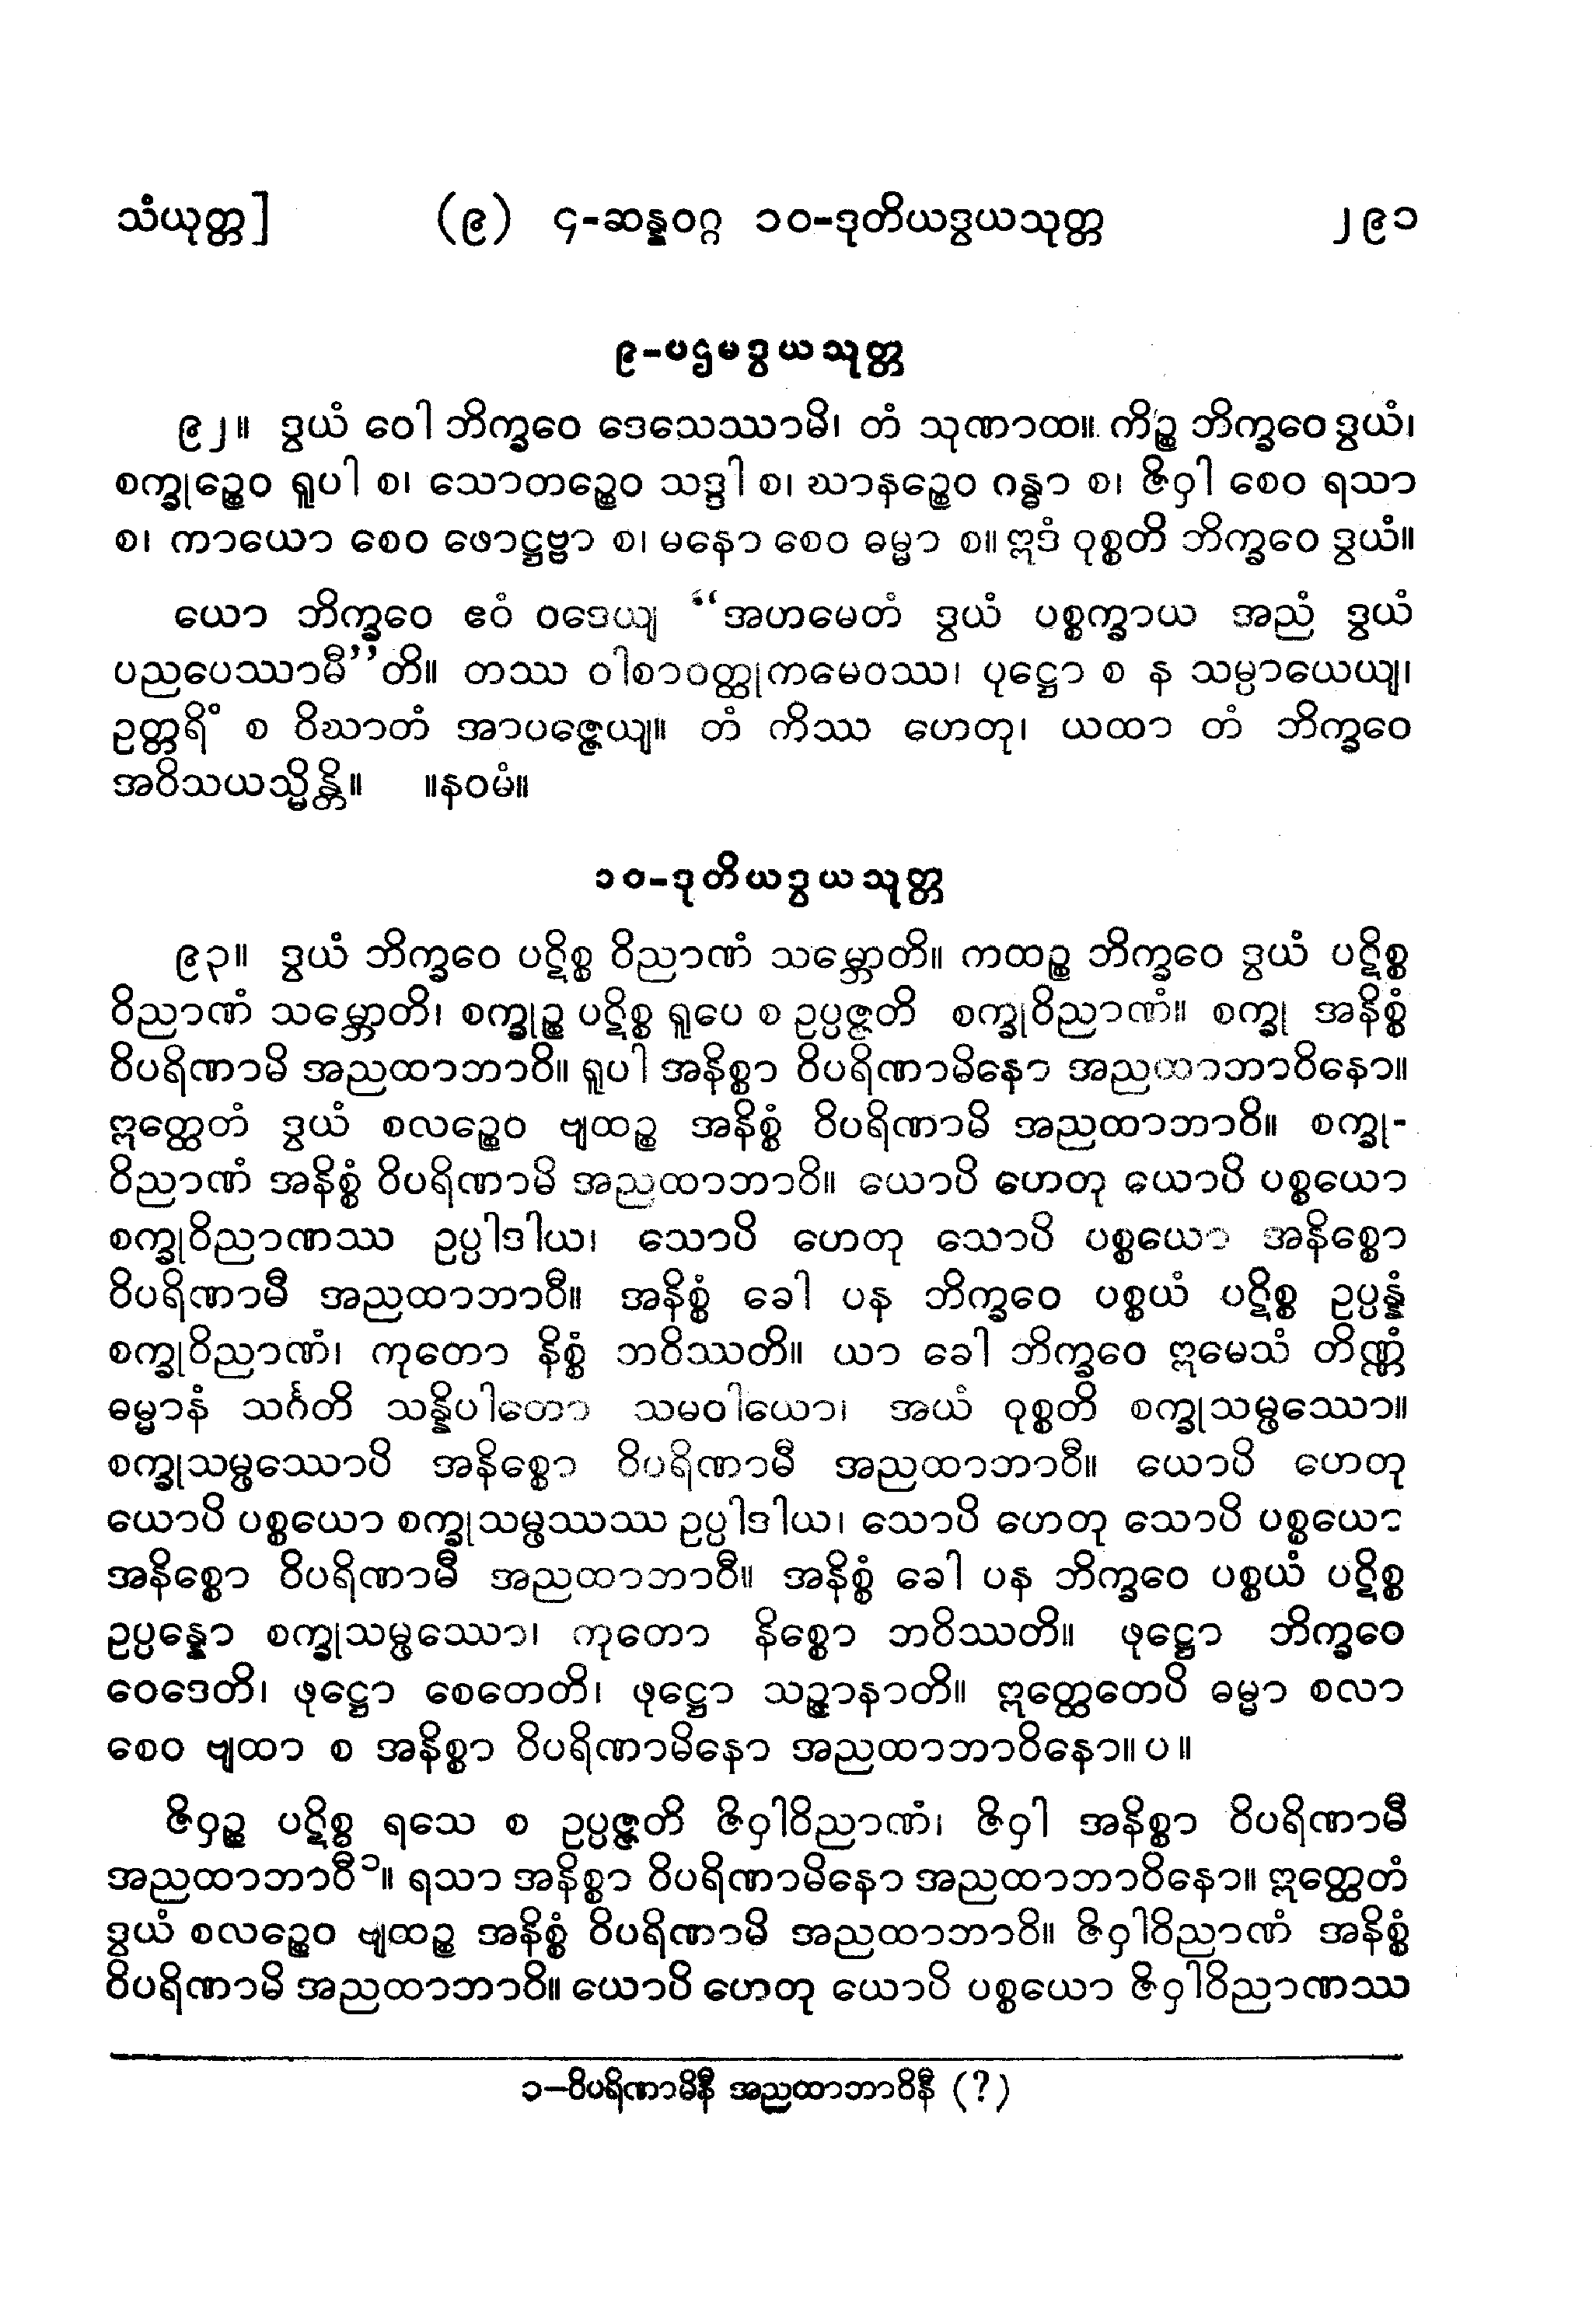 သံယုတ္တ] (၉) ၄-ဆန္နဝဂ္ဂ ၁၀-ဒုတိယဒွယသုတ္တ ၂၉၁
၉-ပဌမဒွယသုတ္တ
၉၂။ ဒွယံ ဝေါ ဘိက္ခဝေ ဒေသေဿာမိ၊ တံ သုဏာထ။ ကိဉ္စ ဘိက္ခဝေ ဒွယံ၊
စက္ခုဉ္စေဝ ရူပါ စ၊ သောတဉ္စေဝ သဒ္ဒါ စ၊ ဃာနဉ္စေဝ ဂန္ဓာ စ၊ ဇိဝှါ စေဝ ရသာ
စ၊ ကာယော စေဝ ဖောဋ္ဌဗ္ဗာ စ၊ မနော စေဝ ဓမ္မာ စ။ ဣဒံ ဝုစ္စတိ ဘိက္ခဝေ ဒွယံ။
ယော ဘိက္ခဝေ ဧဝံ ဝဒေယျ “အဟမေတံ ဒွယံ ပစ္စက္ခာယ အညံ ဒွယံ
ပညပေဿာမီ”တိ။ တဿ ဝါစာဝတ္ထုကမေဝဿ၊ ပုဋ္ဌော စ န သမ္ပာယေယျ၊
ဥတ္တရိံ စ ဝိဃာတံ အာပဇ္ဇေယျ။ တံ ကိဿ ဟေတု၊ ယထာ တံ ဘိက္ခဝေ
အဝိသယသ္မိန္တိ။ ။နဝမံ။
၁၀-ဒုတိယဒွယသုတ္တ
၉၃။ ဒွယံ ဘိက္ခဝေ ပဋိစ္စ ဝိညာဏံ သမ္ဘောတိ။ ကထဉ္စ ဘိက္ခဝေ ဒွယံ ပဋိစ္စ
ဝိညာဏံ သမ္ဘောတိ၊ စက္ခုဉ္စ ပဋိစ္စ ရူပေ စ ဥပ္ပဇ္ဇတိ စက္ခုဝိညာဏံ။ စက္ခု အနိစ္စံ
ဝိပရိဏာမိ အညထာဘာဝိ။ ရူပါ အနိစ္စာ ဝိပရိဏာမိနော အညထာဘာဝိနော။
ဣတ္ထေတံ ဒွယံ စလဉ္စေဝ ဗျထဉ္စ အနိစ္စံ ဝိပရိဏာမိ အညထာဘာဝိ။ စက္ခု-
ဝိညာဏံ အနိစ္စံ ဝိပရိဏာမိ အညထာဘာဝိ။ ယောပိ ဟေတု ယောပိ ပစ္စယော
စက္ခုဝိညာဏဿ ဥပ္ပါဒါယ၊ သောပိ ဟေတု သောပိ ပစ္စယော အနိစ္စော
ဝိပရိဏာမီ အညထာဘာဝီ။ အနိစ္စံ ခေါ ပန ဘိက္ခဝေ ပစ္စယံ ပဋိစ္စ ဥပ္ပန္နံ
စက္ခုဝိညာဏံ၊ ကုတော နိစ္စံ ဘဝိဿတိ။ ယာ ခေါ ဘိက္ခဝေ ဣမေသံ တိဏ္ဏံ
ဓမ္မာနံ သင်္ဂတိ သန္နိပါတော သမဝါယော၊ အယံ ဝုစ္စတိ စက္ခုသမ္ဖဿော။
စက္ခုသမ္ဖဿောပိ အနိစ္စော ဝိပရိဏာမီ အညထာဘာဝီ။ ယောပိ ဟေတု
ယောပိ ပစ္စယော စက္ခုသမ္ဖဿဿ ဥပ္ပါဒါယ၊ သောပိ ဟေတု သောပိ ပစ္စယော
အနိစ္စော ဝိပရိဏာမီ အညထာဘာဝီ။ အနိစ္စံ ခေါ ပန ဘိက္ခဝေ ပစ္စယံ ပဋိစ္စ
ဥပ္ပန္နော စက္ခုသမ္ဖဿော၊ ကုတော နိစ္စော ဘဝိဿတိ။ ဖုဋ္ဌော ဘိက္ခဝေ
ဝေဒေတိ၊ ဖုဋ္ဌော စေတေတိ၊ ဖုဋ္ဌော သဉ္ဇာနာတိ။ ဣတ္ထေတေပိ ဓမ္မာ စလာ
စေဝ ဗျထာ စ အနိစ္စာ ဝိပရိဏာမိနော အညထာဘာဝိနော။ ပ ။
ဇိဝှဉ္စ ပဋိစ္စ ရသေ စ ဥပ္ပဇ္ဇတိ ဇိဝှါဝိညာဏံ၊ ဇိဝှါ အနိစ္စာ ဝိပရိဏာမီ
အညထာဘာဝီ၁။ ရသာ အနိစ္စာ ဝိပရိဏာမိနော အညထာဘာဝိနော။ ဣတ္ထေတံ
ဒွယံ စလဉ္စေဝ ဗျထဉ္စ အနိစ္စံ ဝိပရိဏာမိ အညထာဘာဝိ။ ဇိဝှါဝိညာဏံ အနိစ္စံ
ဝိပရိဏာမိ အညထာဘာဝိ။ ယောပိ ဟေတု ယောပိ ပစ္စယော ဇိဝှါဝိညာဏဿ
၁-ဝိပရိဏာမိနီ အညထာဘာဝိနီ (?)